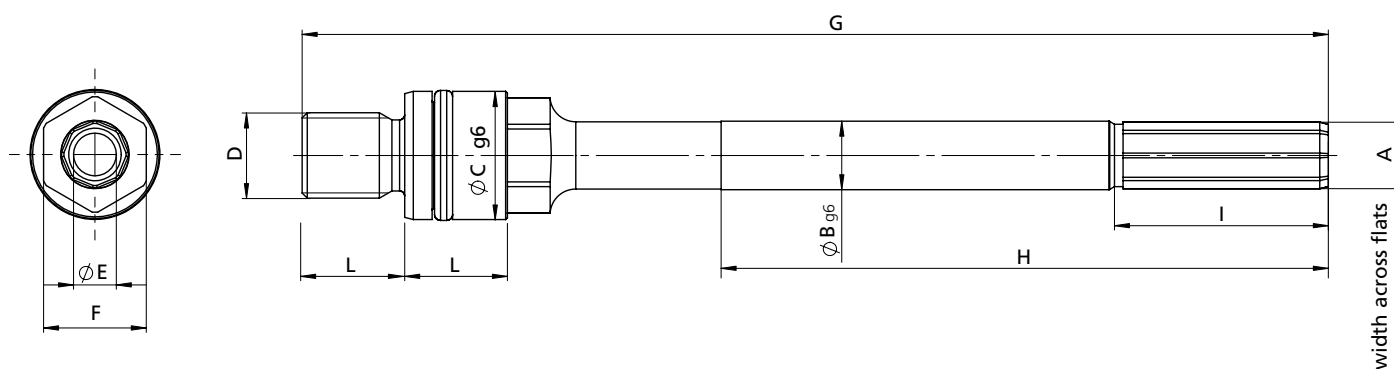 G
D
⌀C g6
A
I
⌀B g6
H
L
L
⌀E
F
width across flats